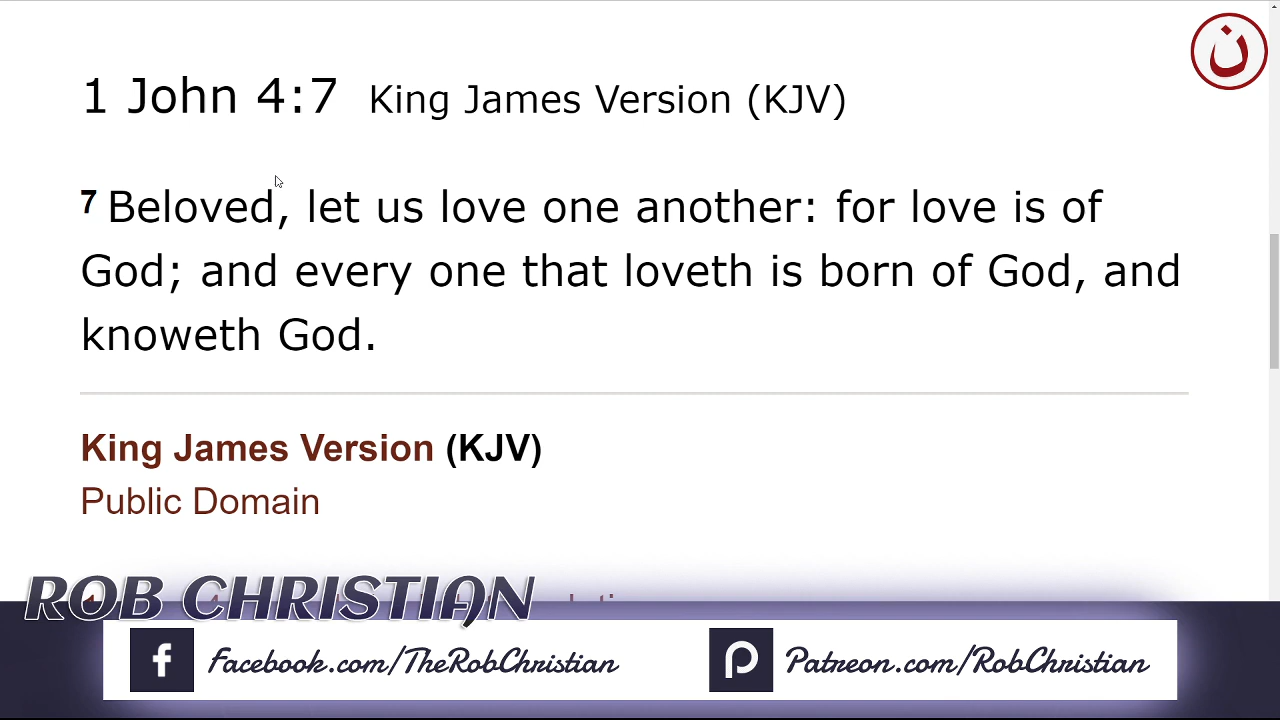 ن
1 John 4:7 King James Version (KJV)
7 Beloved, let us love one another: for love is of
God; and every one that loveth is born of God, and
knoweth God.
King James Version (KJV)
Public Domain
ROB CHRISTIAN
Facebook.com/TheRobChristian
Patreon.com/RobChristian